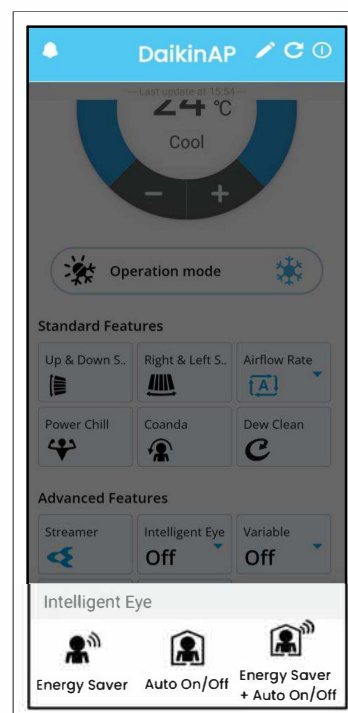 DaikinAP
Last update at 15:54
24 °C
Cool
Operation mode
Standard Features
Up & Down S..
Right & Left S..
Airflow Rate
A
Power Chill
Coanda
Dew Clean
Advanced Features
Streamer
Intelligent Eye
Off
Variable
Off
Intelligent Eye
Energy Saver
Auto On/Off
Energy Saver
+ Auto On/Off